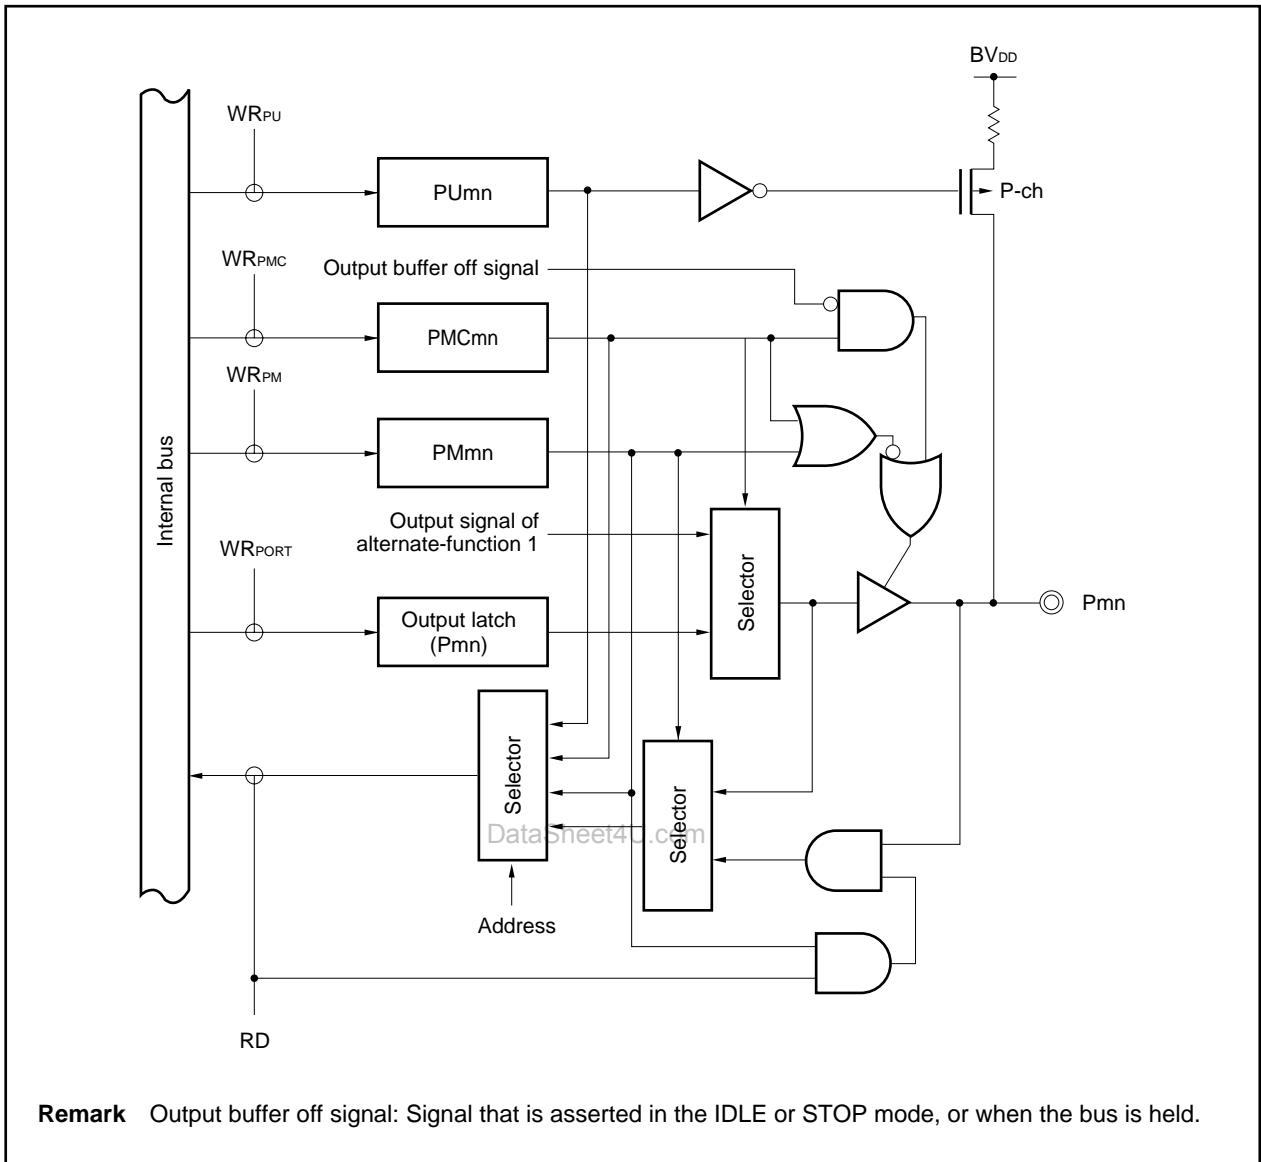 BVDD
WRPU
PUmn
P-ch
WRPMC
Output buffer off signal
PMCmn
WRPM
PMmn
Internal bus
Output signal of
alternate-function 1
Selector
WRPORT
Output latch
(Pmn)
Pmn
Selector
Selector
DataSheet4U.com
Address
RD
Remark Output buffer off signal: Signal that is asserted in the IDLE or STOP mode, or when the bus is held.